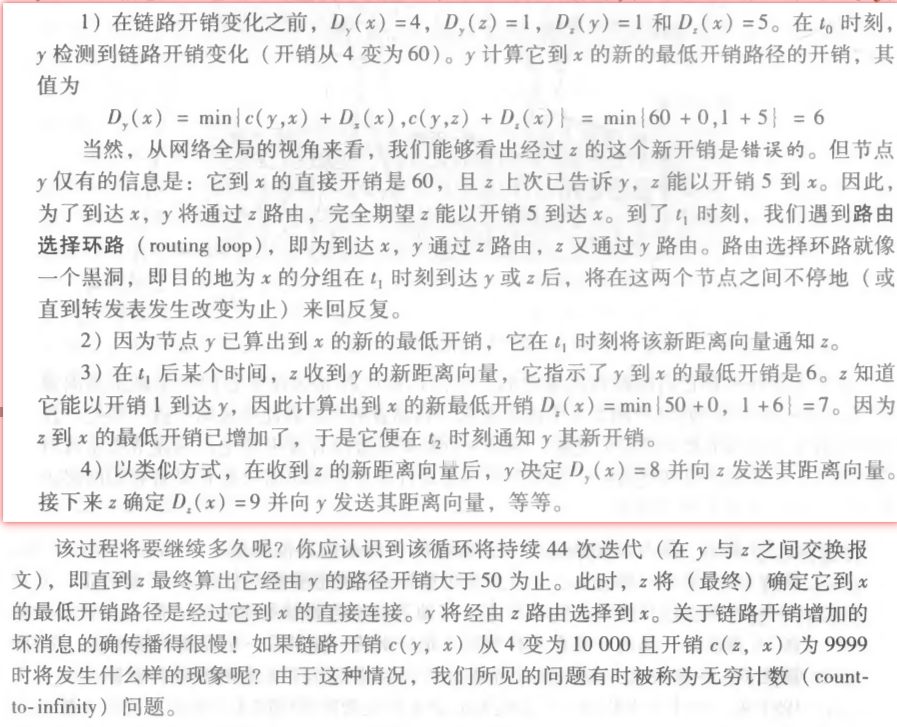 1）在链路开销变化之前，Dy(x)=4，Dy(z)=1，Dz(y)=1 和 Dz(x)=5。在 t0 时刻，
y 检测到链路开销变化（开销从 4 变为 60）。y 计算它到 x 的新的最低开销路径的开销，其
值为
Dy(x) = min{c(y,x) + Dx(x),c(y,z) + Dz(x)} = min{60 + 0,1 + 5} = 6
当然，从网络全局的视角来看，我们能够看出经过 z 的这个新开销是错误的。但节点
y 仅有的信息是：它到 x 的直接开销是 60，且 z 上次已告诉 y，z 能以开销 5 到 x。因此，
为了到达 x，y 将通过 z 路由，完全期望 z 能以开销 5 到达 x。到了 t1 时刻，我们遇到路由
选择环路（routing loop），即为到达 x，y 通过 z 路由，z 又通过 y 路由。路由选择环路就像
一个黑洞，即目的地为 x 的分组在 t1 时刻到达 y 或 z 后，将在这两个节点之间不停地（或
直到转发表发生改变为止）来回反复。
2）因为节点 y 已算出到 x 的新的最低开销，它在 t1 时刻将该新距离向量通知 z。
3）在 t1 后某个时间，z 收到 y 的新距离向量，它指示了 y 到 x 的最低开销是 6。z 知道
它能以开销 1 到达 y，因此计算出到 x 的新最低开销 Dz(x) = min{50 + 0，1 + 6} = 7。因为
z 到 x 的最低开销已增加了，于是它便在 t2 时刻通知 y 其新开销。
4）以类似方式，在收到 z 的新距离向量后，y 决定 Dy(x) = 8 并向 z 发送其距离向量。
接下来 z 确定 Dz(x) = 9 并向 y 发送其距离向量，等等。
该过程将要继续多久呢？你应认识到该循环将持续 44 次迭代（在 y 与 z 之间交换报
文），即直到 z 最终算出它经由 y 的路径开销大于 50 为止。此时，z 将（最终）确定它到 x
的最低开销路径是经过它到 x 的直接连接。y 将经由 z 路由选择到 x。关于链路开销增加的
坏消息的确传播得很慢！如果链路开销 c(y, x) 从 4 变为 10 000 且开销 c(z, x) 为 9999
时将发生什么样的现象呢？由于这种情况，我们所见的问题有时被称为无穷计数（count-
to-infinity）问题。